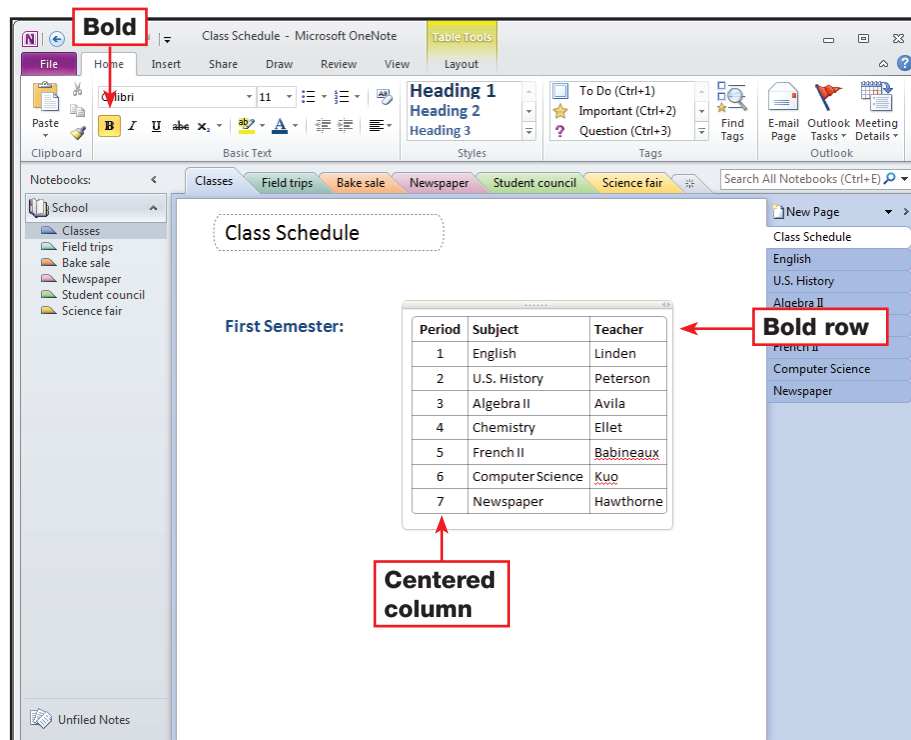 Bold
Class Schedule - Microsoft OneNote
Table Tools
File Home Insert Share Draw Review View Layout
Paste
Clipboard
11
B I U abc X₂ ab A
Basic Text
Heading 1
Heading 2
Heading 3
Styles
To Do (Ctrl+1)
Important (Ctrl+2)
? Question (Ctrl+3)
Tags
Find
Tags
E-mail
Page
Outlook
Tasks
Meeting
Details
Outlook
Notebooks:
School
Classes
Field trips
Bake sale
Newspaper
Student council
Science fair
Unfiled Notes
Classes Field trips Bake sale Newspaper Student council Science fair
Search All Notebooks (Ctrl+E)
Class Schedule
First Semester:
Period Subject Teacher
1 English Linden
2 U.S. History Peterson
3 Algebra II Avila
4 Chemistry Ellet
5 French II Babineaux
6 Computer Science Kuo
7 Newspaper Hawthorne
Bold row
Centered
column
New Page
Class Schedule
English
U.S. History
Algebra II
French II
Computer Science
Newspaper